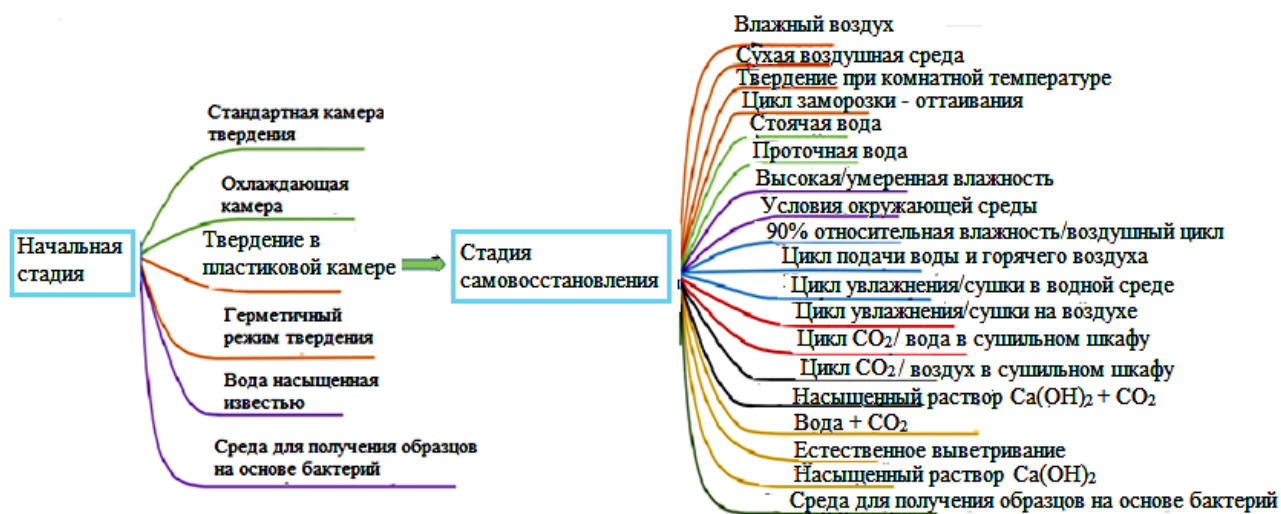 Начальная
стадия
Стандартная камера
твердения
Охлаждающая
камера
Твердение в
пластиковой камере
Герметичный
режим твердения
Вода насыщенная
известью
Среда для получения образцов
на основе бактерий
Стадия
самовосстановления
Влажный воздух
Сухая воздушная среда
Твердение при комнатной температуре
Цикл заморозки - оттаивания
Стоячая вода
Проточная вода
Высокая/умеренная влажность
Условия окружающей среды
90% относительная влажность/воздушный цикл
Цикл подачи воды и горячего воздуха
Цикл увлажнения/сушки в водной среде
Цикл увлажнения/сушки на воздухе
Цикл CO₂/ вода в сушильном шкафу
Цикл CO₂/ воздух в сушильном шкафу
Насыщенный раствор Ca(OH)₂ + CO₂
Вода + CO₂
Естественное выветривание
Насыщенный раствор Ca(OH)₂
Среда для получения образцов на основе бактерий